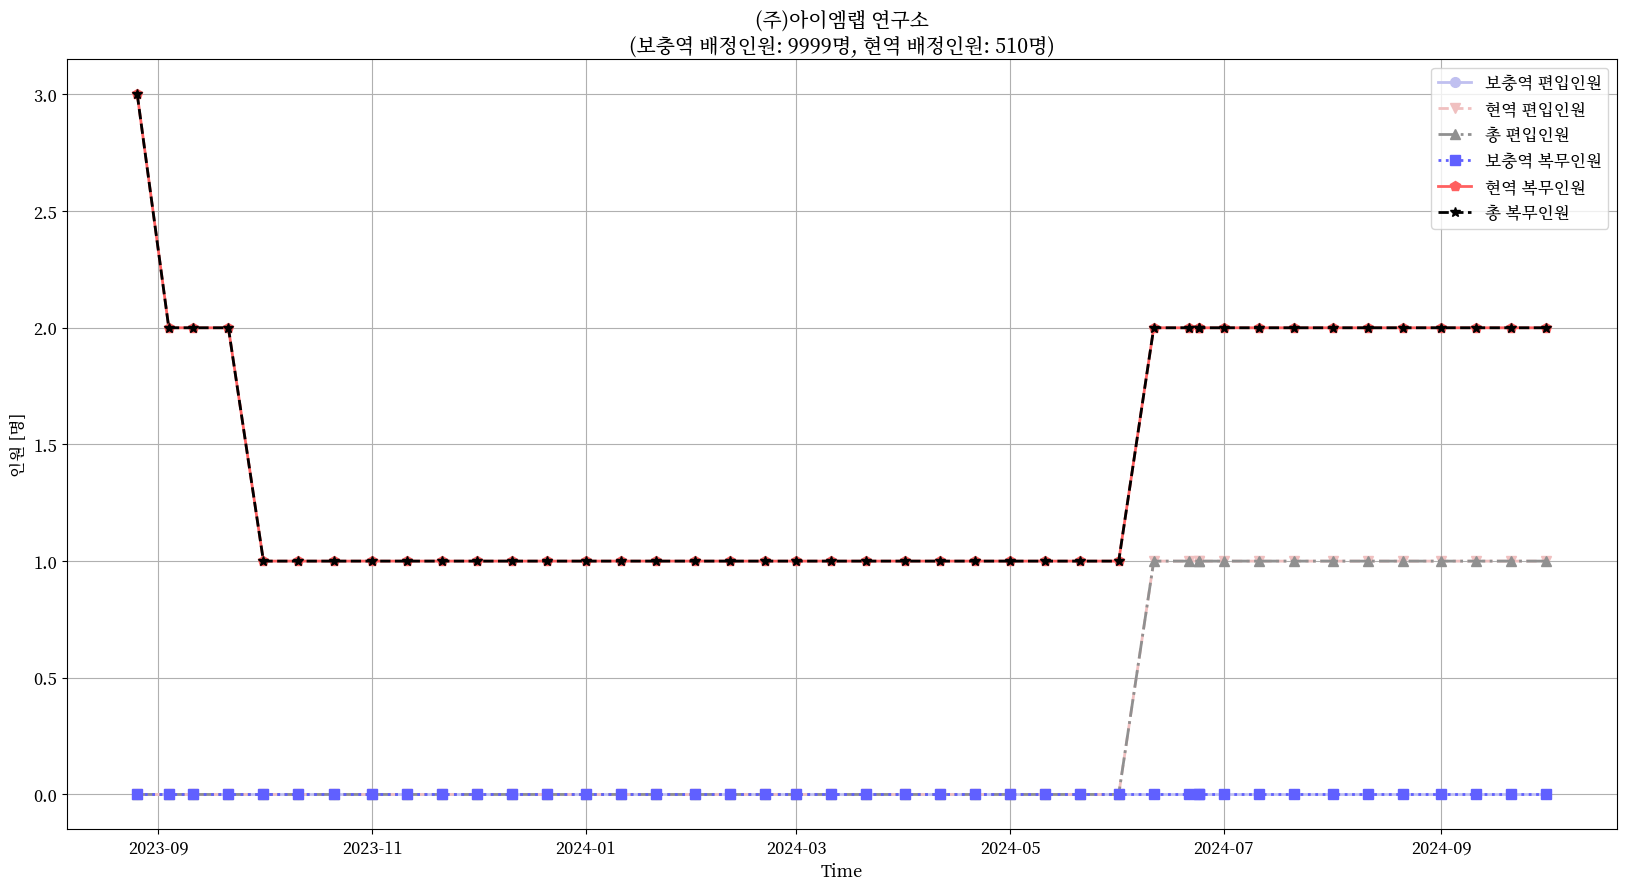 (주)아이엠랩 연구소
(보충역 배정인원: 9999명, 현역 배정인원: 510명)
보충역 편입인원
현역 편입인원
총 편입인원
보충역 복무인원
현역 복무인원
총 복무인원
인원 [명]
3.0
2.5
2.0
1.5
1.0
0.5
0.0
2023-09 2023-11 2024-01 2024-03 2024-05 2024-07 2024-09
Time